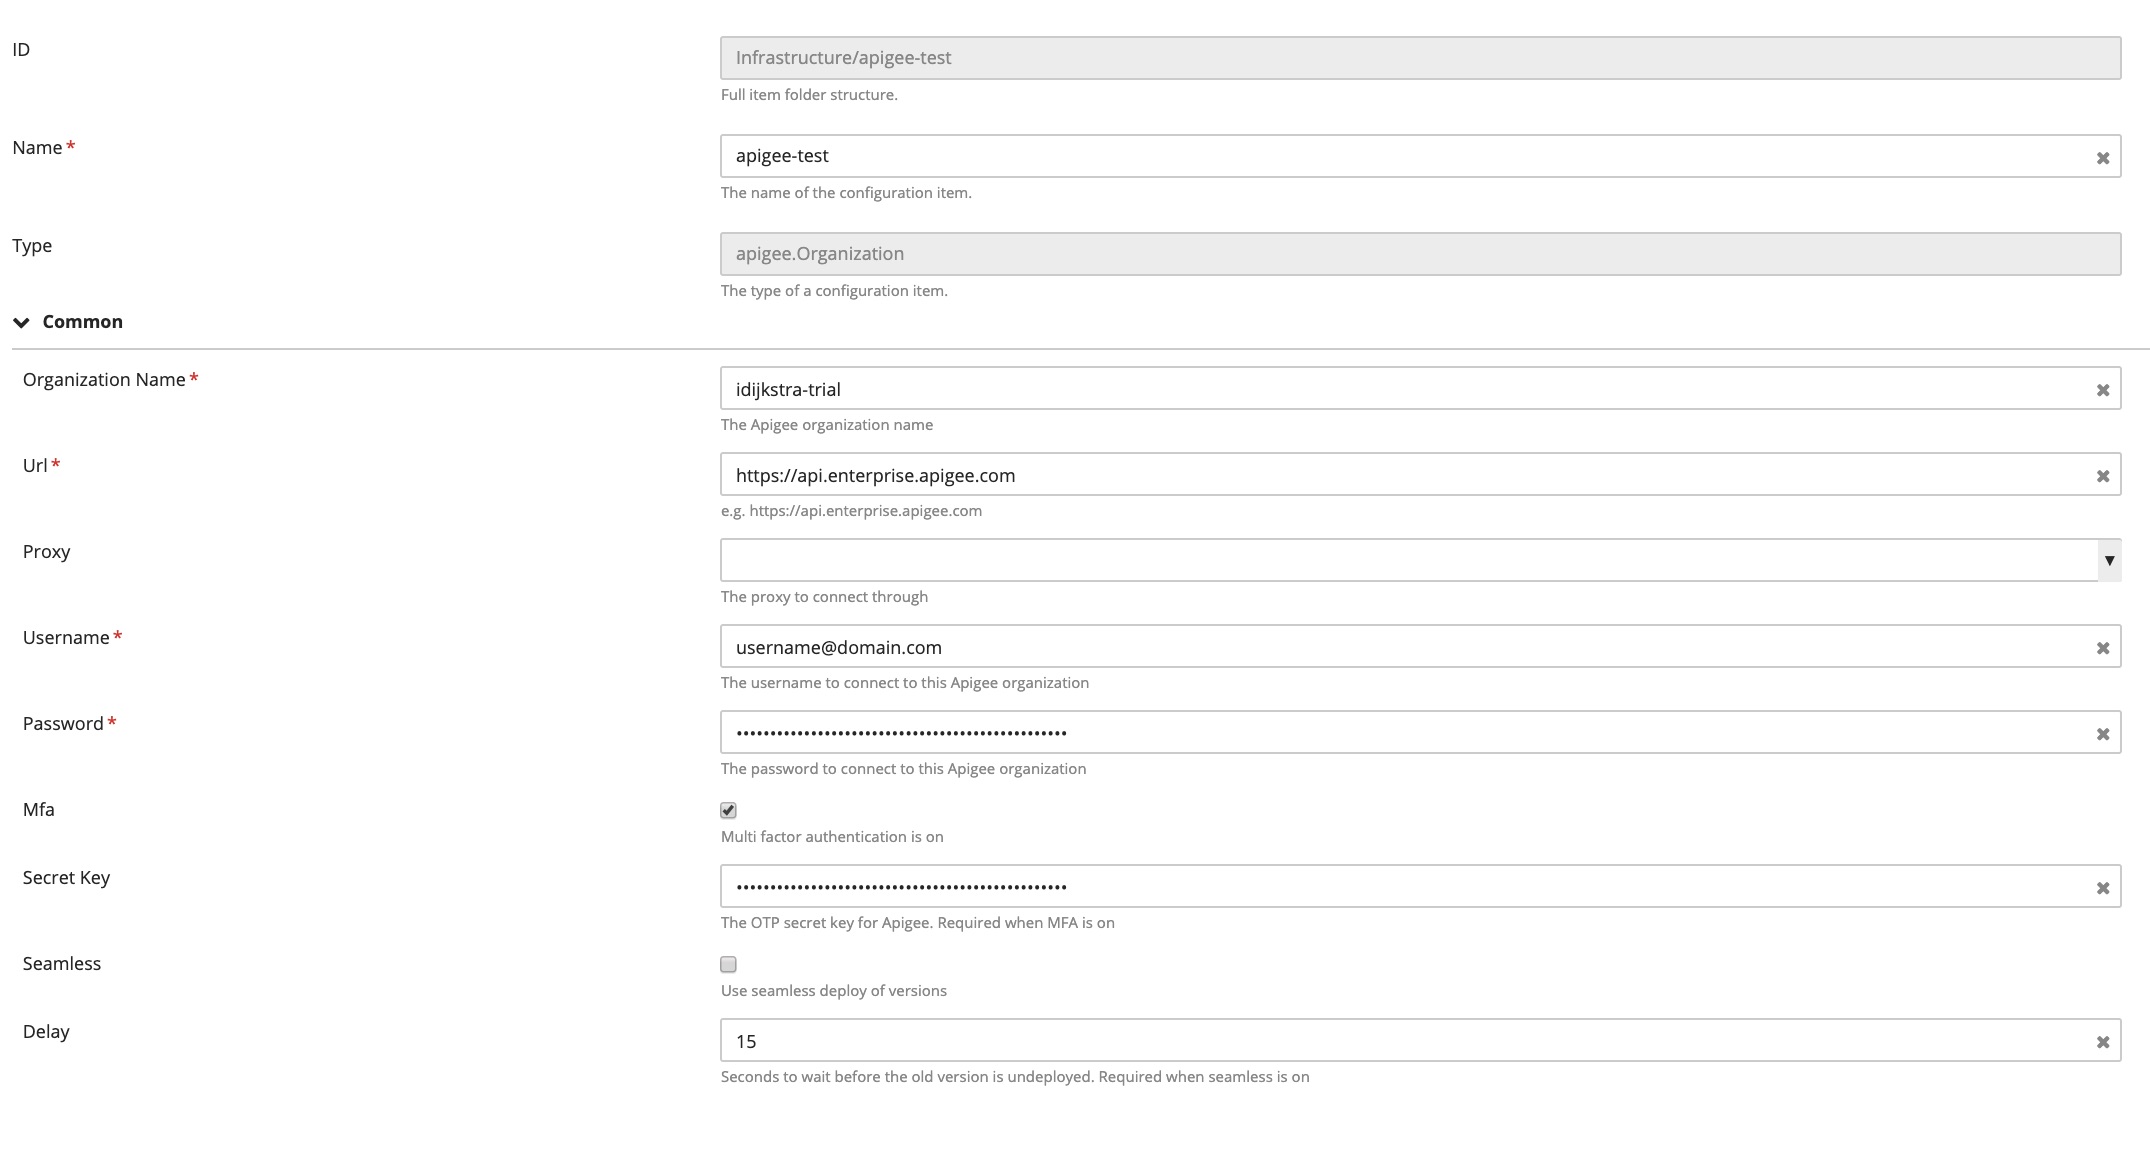 ID
Infrastructure/apigee-test
Full item folder structure.
Name *
apigee-test
The name of the configuration item.
Type
apigee.Organization
The type of a configuration item.
Common
Organization Name *
idijkstra-trial
The Apigee organization name
Url *
https://api.enterprise.apigee.com
e.g. https://api.enterprise.apigee.com
Proxy
The proxy to connect through
Username *
username@domain.com
The username to connect to this Apigee organization
Password *
The password to connect to this Apigee organization
Mfa
Multi factor authentication is on
Secret Key
The OTP secret key for Apigee. Required when MFA is on
Seamless
Use seamless deploy of versions
Delay
15
Seconds to wait before the old version is undeployed. Required when seamless is on